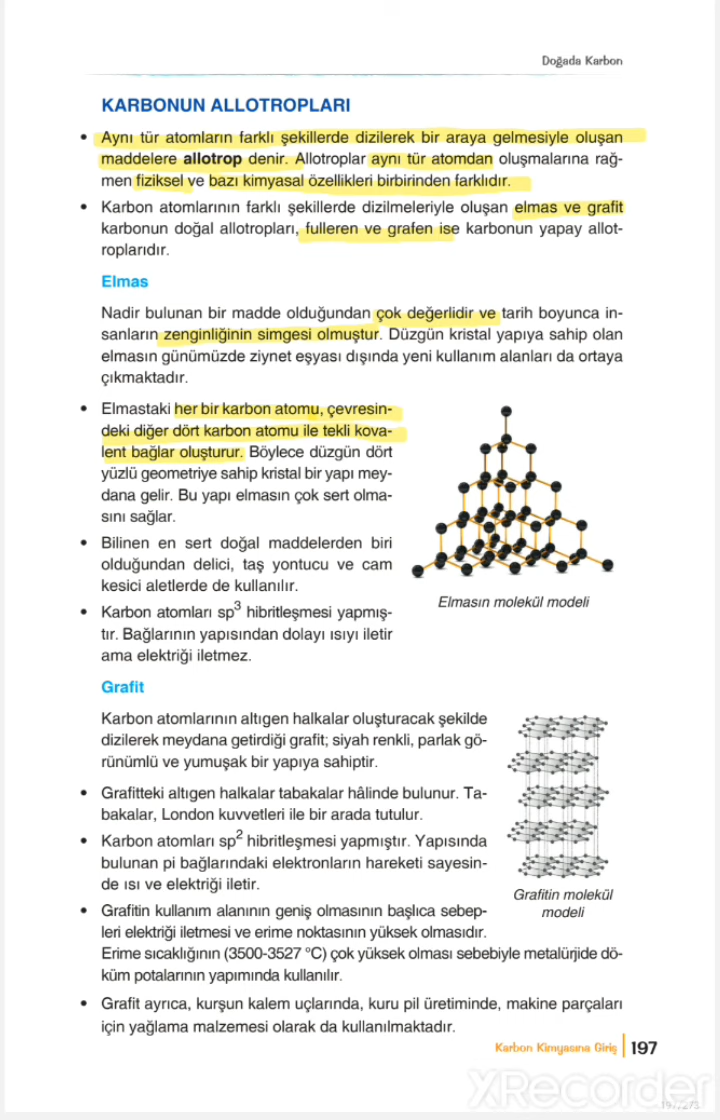 Doğada Karbon
KARBONUN ALLOTROPLARI
• Aynı tür atomların farklı şekillerde dizilerek bir araya gelmesiyle oluşan
maddelere allotrop denir. Allotroplar aynı tür atomdan oluşmalarına rağ-
men fiziksel ve bazı kimyasal özellikleri birbirinden farklıdır.
• Karbon atomlarının farklı şekillerde dizilmeleriyle oluşan elmas ve grafit
karbonun doğal allotropları, fulleren ve grafen ise karbonun yapay allot-
roplarıdır.
Elmas
Nadir bulunan bir madde olduğundan çok değerlidir ve tarih boyunca in-
sanların zenginliğinin simgesi olmuştur. Düzgün kristal yapıya sahip olan
elmasın günümüzde ziynet eşyası dışında yeni kullanım alanları da ortaya
çıkmaktadır.
• Elmastaki her bir karbon atomu, çevresin-
deki diğer dört karbon atomu ile tekli kova-
lent bağlar oluşturur. Böylece düzgün dört
yüzlü geometriye sahip kristal bir yapı mey-
dana gelir. Bu yapı elmasın çok sert olma-
sını sağlar.
• Bilinen en sert doğal maddelerden biri
olduğundan delici, taş yontucu ve cam
kesici aletlerde de kullanılır.
• Karbon atomları sp³ hibritleşmesi yapmış-
tır. Bağlarının yapısından dolayı ısıyı iletir
ama elektriği iletmez.
Elmasın molekül modeli
Grafit
Karbon atomlarının altıgen halkalar oluşturacak şekilde
dizilerek meydana getirdiği grafit; siyah renkli, parlak gö-
rünümlü ve yumuşak bir yapıya sahiptir.
• Grafitteki altıgen halkalar tabakalar hâlinde bulunur. Ta-
bakalar, London kuvvetleri ile bir arada tutulur.
• Karbon atomları sp² hibritleşmesi yapmıştır. Yapısında
bulunan pi bağlarındaki elektronların hareketi sayesin-
de ısı ve elektriği iletir.
• Grafitin kullanım alanının geniş olmasının başlıca sebep-
leri elektriği iletmesi ve erime noktasının yüksek olmasıdır.
Erime sıcaklığının (3500-3527 °C) çok yüksek olması sebebiyle metalürjide dö-
küm potalarının yapımında kullanılır.
Grafitin molekül
modeli
• Grafit ayrıca, kurşun kalem uçlarında, kuru pil üretiminde, makine parçaları
için yağlama malzemesi olarak da kullanılmaktadır.
Karbon Kimyasına Giriş 197
XRecorder
197/273